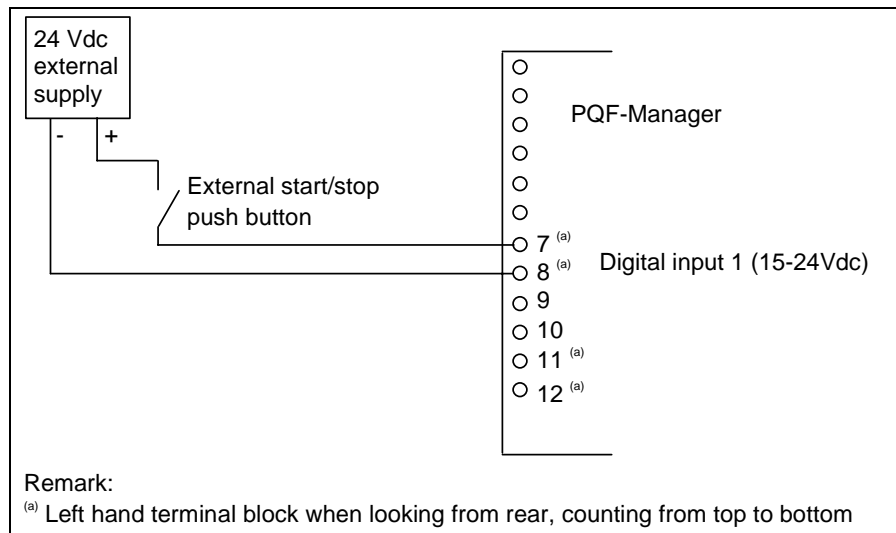 24 Vdc
external
supply
- +
External start/stop
push button
PQF-Manager
7 (a)
8 (a)
Digital input 1 (15-24Vdc)
9
10
11 (a)
12 (a)
Remark:
(a) Left hand terminal block when looking from rear, counting from top to bottom